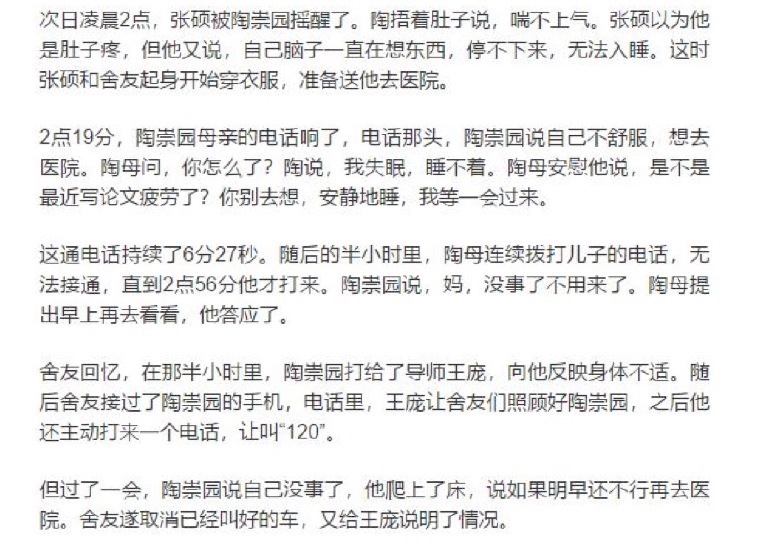 次日凌晨2点，张硕被陶崇园摇醒了。陶捂着肚子说，喘不上气。张硕以为他
是肚子疼，但他又说，自己脑子一直在想东西，停不下来，无法入睡。这时
张硕和舍友起身开始穿衣服，准备送他去医院。
2点19分，陶崇园母亲的电话响了，电话那头，陶崇园说自己不舒服，想去
医院。陶母问，你怎么了？陶说，我失眠，睡不着。陶母安慰他说，是不是
最近写论文疲劳了？你别去想，安静地睡，我等一会过来。
这通电话持续了6分27秒。随后的半小时里，陶母连续拨打儿子的电话，无
法接通，直到2点56分他才打来。陶崇园说，妈，没事了不用来了。陶母提
出早上再去看看，他答应了。
舍友回忆，在那半小时里，陶崇园打给了导师王庞，向他反映身体不适。随
后舍友接过了陶崇园的手机，电话里，王庞让舍友们照顾好陶崇园，之后他
还主动打来一个电话，让叫“120”。
但过了一会，陶崇园说自己没事了，他爬上了床，说如果明早还不行再去医
院。舍友遂取消已经叫好的车，又给王庞说明了情况。